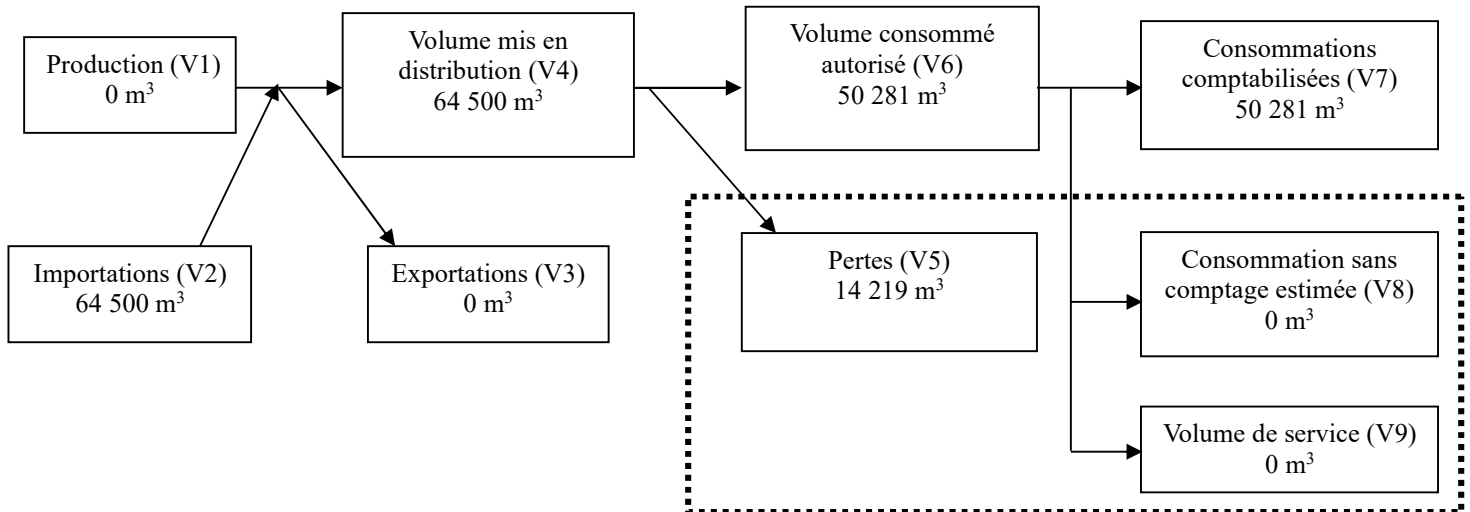 Production (V1)
0 m³
Volume mis en
distribution (V4)
64 500 m³
Volume consommé
autorisé (V6)
50 281 m³
Consommations
comptabilisées (V7)
50 281 m³
Importations (V2)
64 500 m³
Exportations (V3)
0 m³
Pertes (V5)
14 219 m³
Consommation sans
comptage estimée (V8)
0 m³
Volume de service (V9)
0 m³